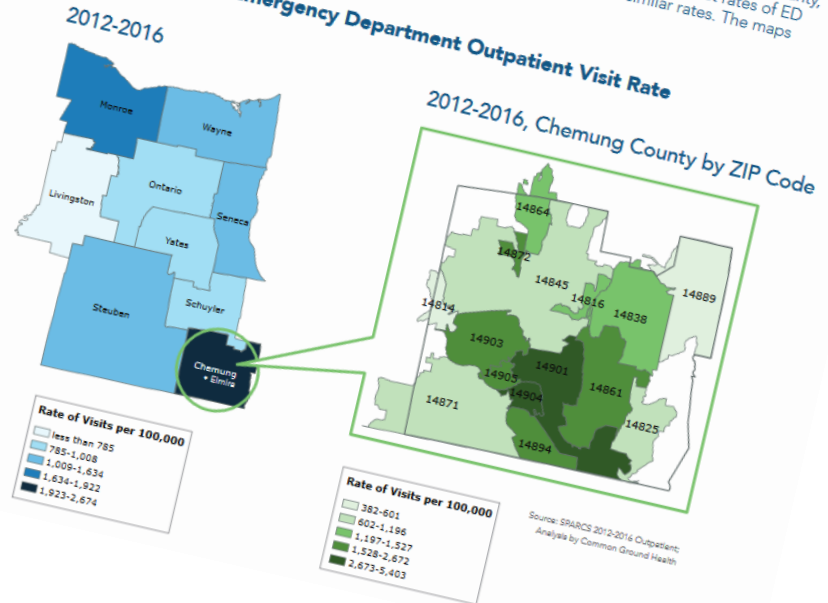 rates of ED
rates. The maps
Emergency Department Outpatient Visit Rate
2012-2016
Monroe
Wayne
Ontario
Livingston
Seneca
Yates
Steuben
Schuyler
Chemung
• Elmira
Rate of Visits per 100,000
less than 785
785-1,008
1,009-1,634
1,634-1,922
1,923-2,674
2012-2016, Chemung County by ZIP Code
14864
14872
14845
14889
14816
14814
14838
14903
14901
14905
14861
14904
14871
14825
14894
Rate of Visits per 100,000
382-601
602-1,196
1,197-1,527
1,528-2,672
2,673-5,403
Source: SPARCS 2012-2016 Outpatient;
Analysis by Common Ground Health